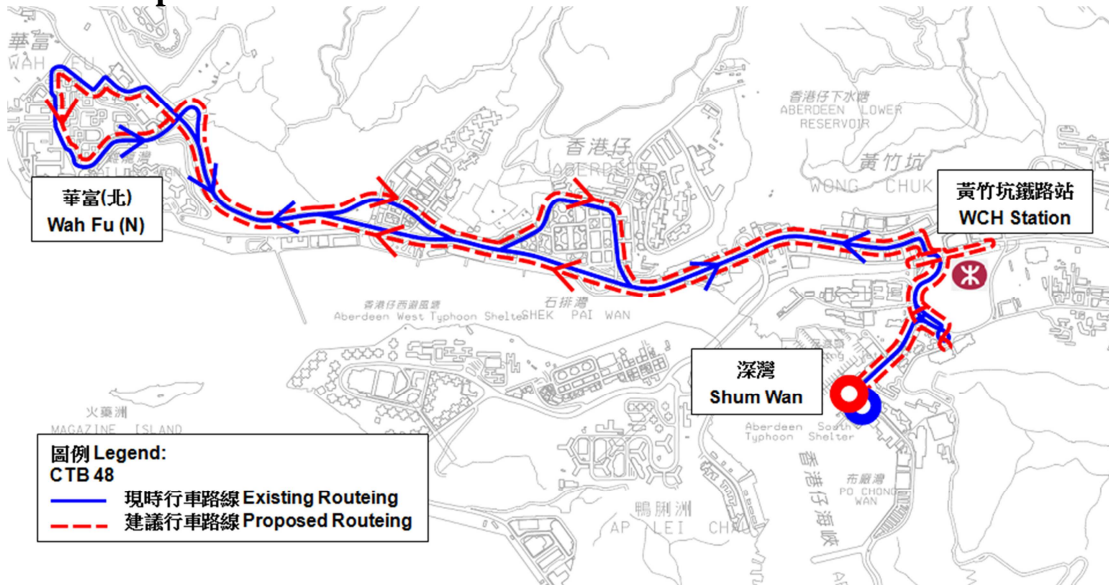 華富
WAH FU
華富(北)
Wah Fu (N)
香港仔
香港仔下水塘
ABERDEEN LOWER
RESERVOIR
黃竹坑
WONG CHUK
黃竹坑鐵路站
WCH Station
香港仔西避風塘
Aberdeen West Typhoon Shelter
石排灣
SHEK PAI WAN
深灣
Shum Wan
Aberdeen South
Typhoon Shelter
火藥洲
MAGAZINE ISLAND
布廠灣
PO CHONG
WAN
香港仔海峽
鴨脷洲
AP LEI CHAU
圖例 Legend:
CTB 48
現時行車路線 Existing Routeing
建議行車路線 Proposed Routeing